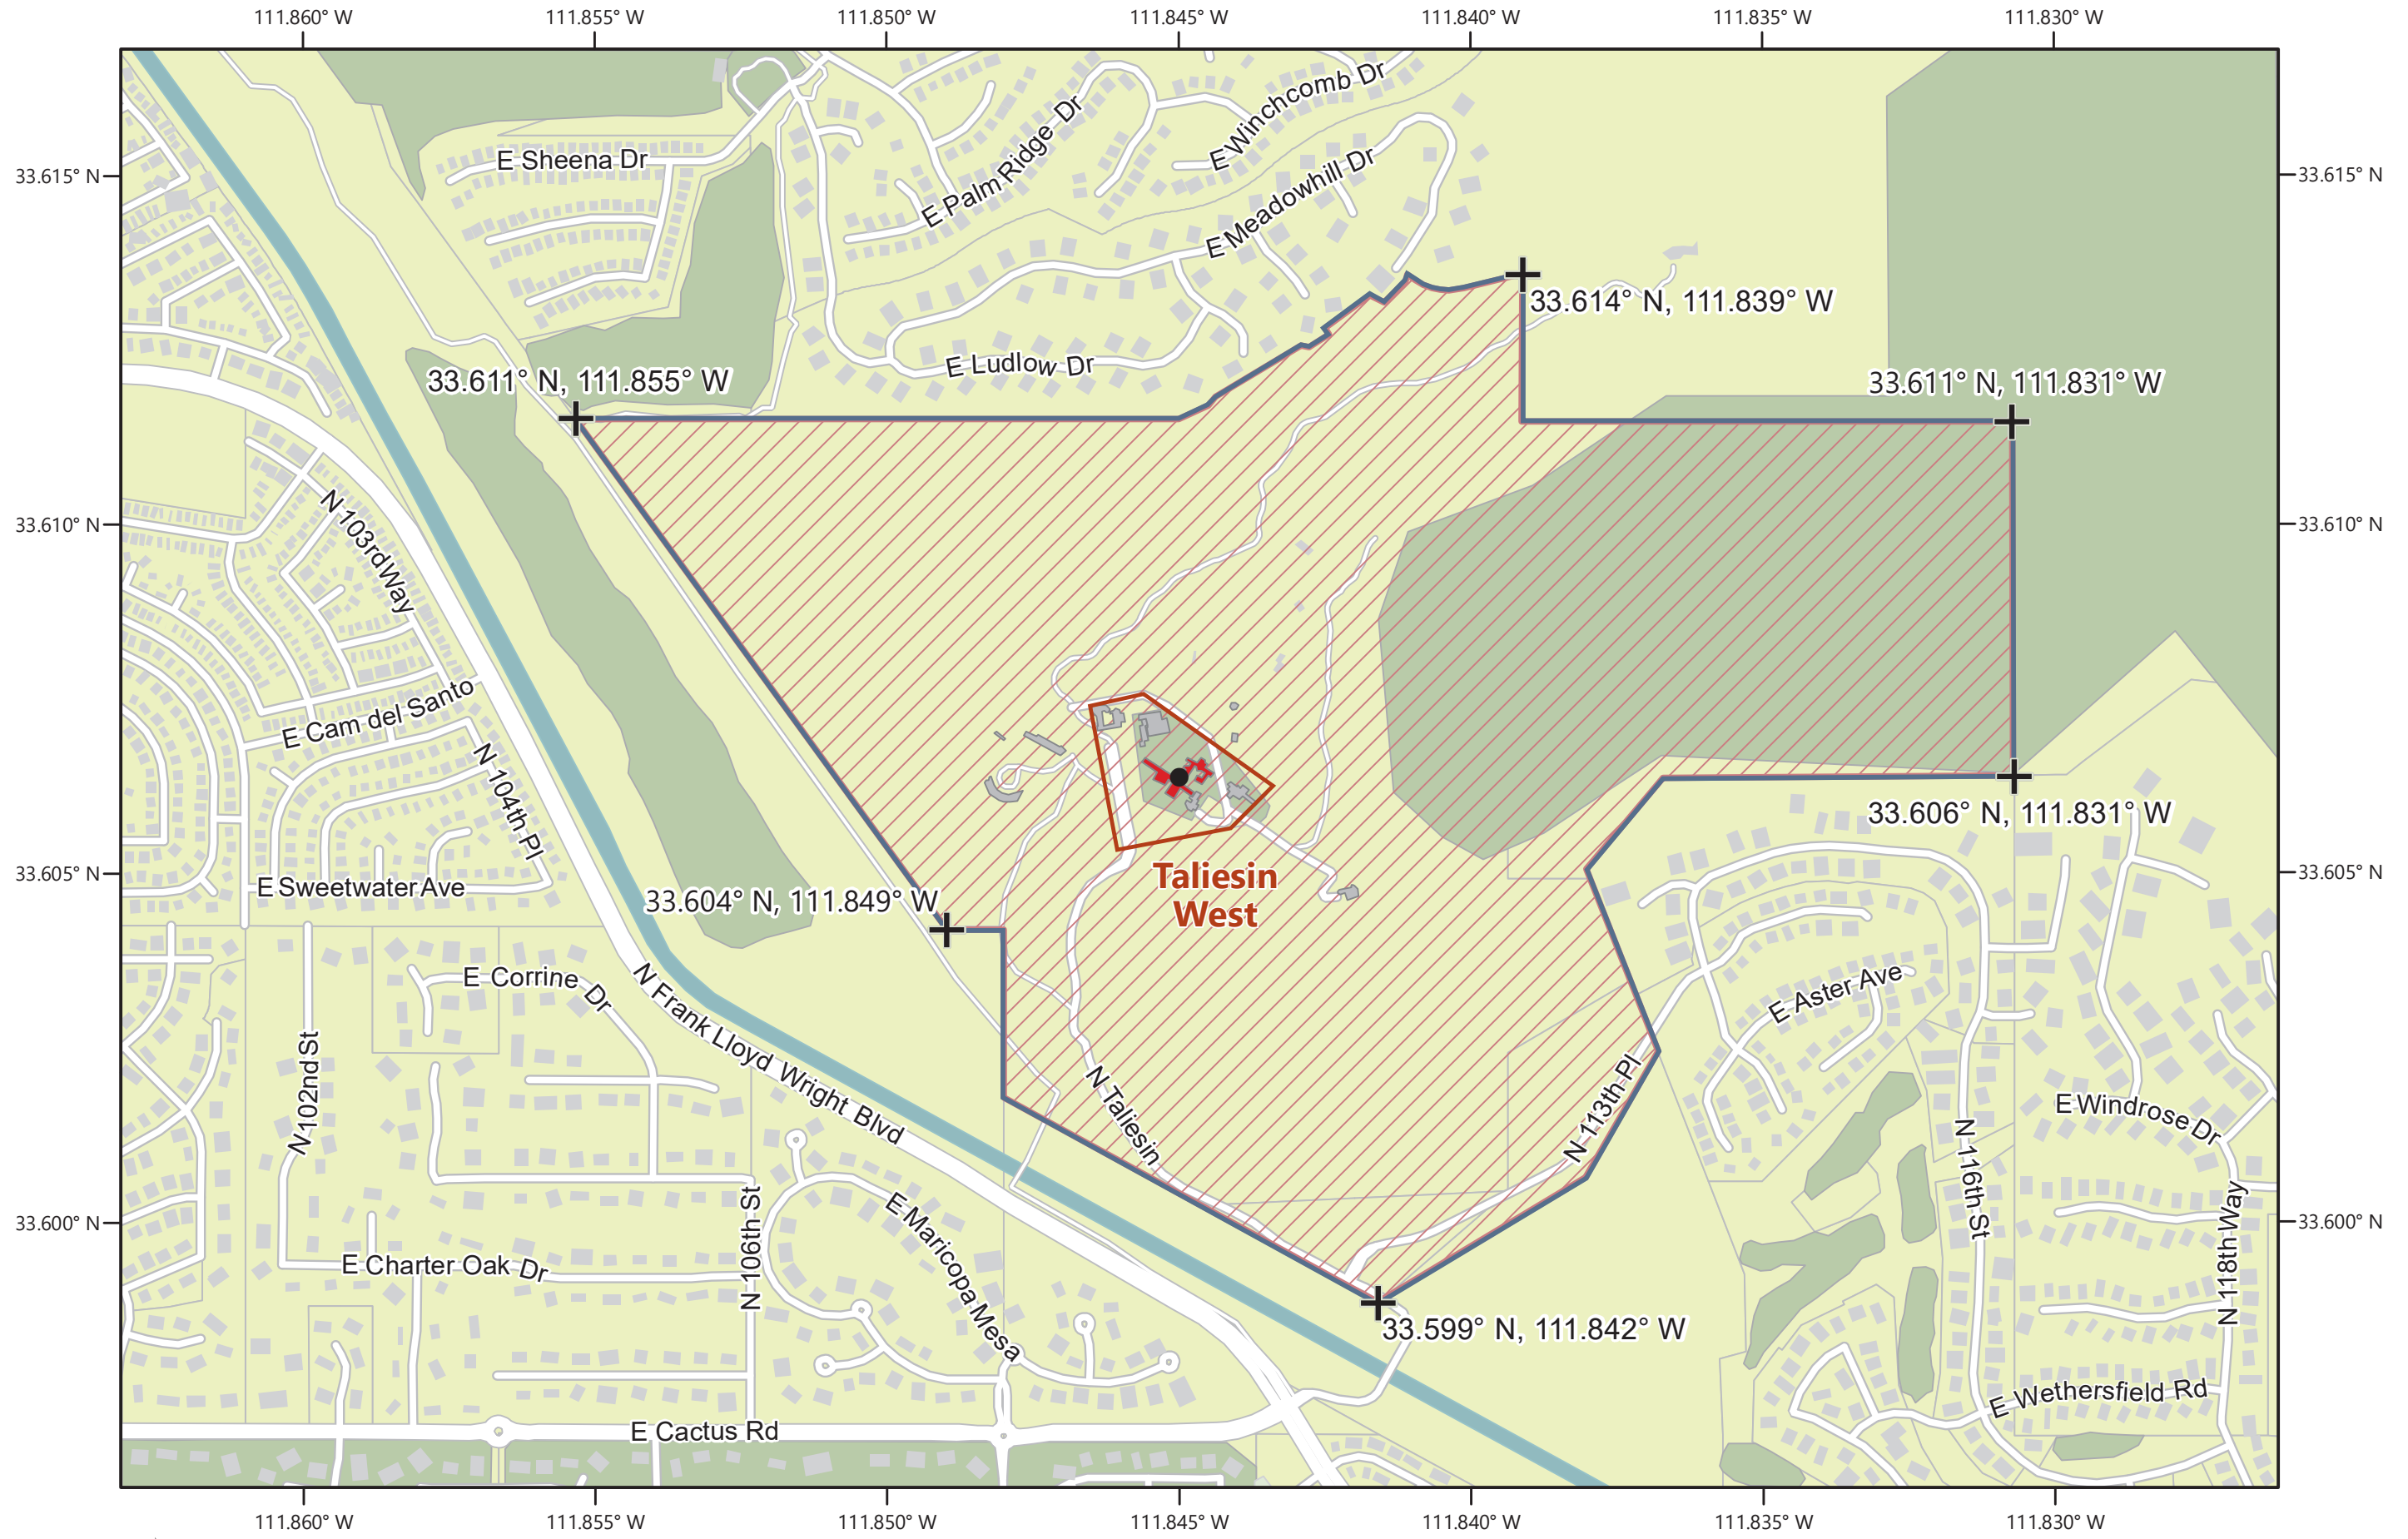 111.860° W
111.855° W
111.850° W
111.845° W
111.840° W
111.835° W
111.830° W
E Winchcomb Dr
E Palm Ridge Dr
E Sheena Dr
33.615° N
33.615° N
E Meadowhill Dr
33.614° N, 111.839° W
E Ludlow Dr
33.611° N, 111.855° W
33.611° N, 111.831° W
33.610° N
33.610° N
N 103rd Way
E Cam del Santo
N 104th Pl
33.606° N, 111.831° W
33.605° N
33.605° N
E Sweetwater Ave
Taliesin
West
33.604° N, 111.849° W
E Corrine Dr
E Aster Ave
N 102nd St
N Frank Lloyd Wright Blvd
N Taliesin
N 113th Pl
E Windrose Dr
N 116th St
33.600° N
33.600° N
N 106th St
E Maricopa Mesa
N 118th Way
E Charter Oak Dr
33.599° N, 111.842° W
E Wethersfield Rd
E Cactus Rd
111.860° W
111.855° W
111.850° W
111.845° W
111.840° W
111.835° W
111.830° W